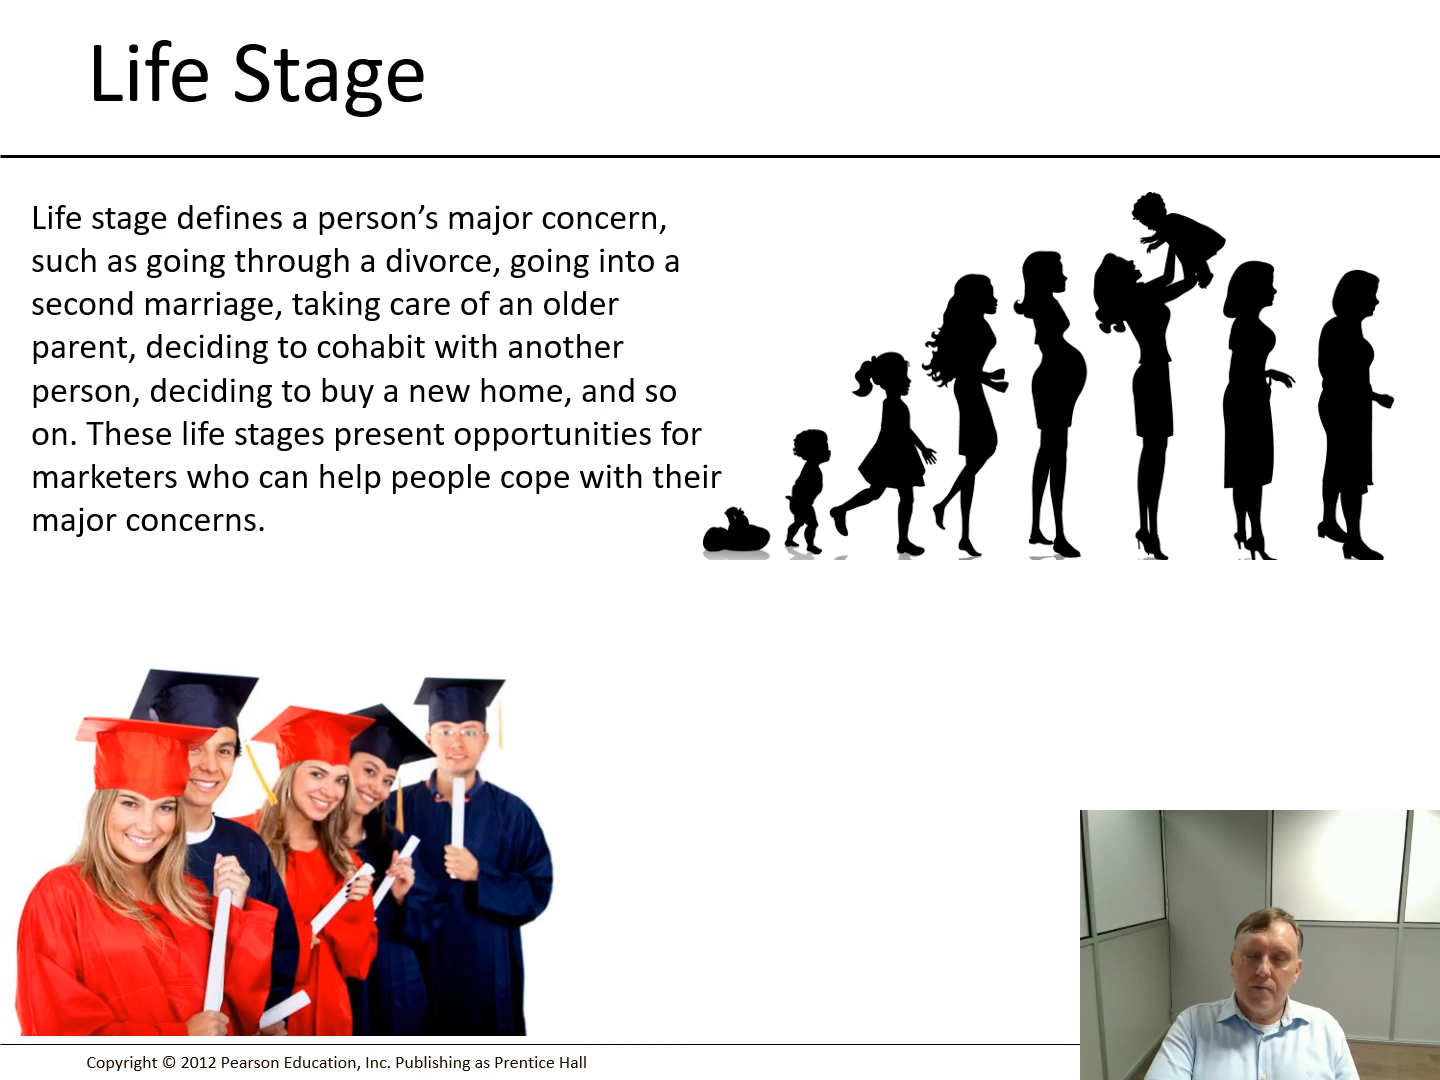 Life Stage
Life stage defines a person’s major concern,
such as going through a divorce, going into a
second marriage, taking care of an older
parent, deciding to cohabit with another
person, deciding to buy a new home, and so
on. These life stages present opportunities for
marketers who can help people cope with their
major concerns.
Copyright © 2012 Pearson Education, Inc. Publishing as Prentice Hall